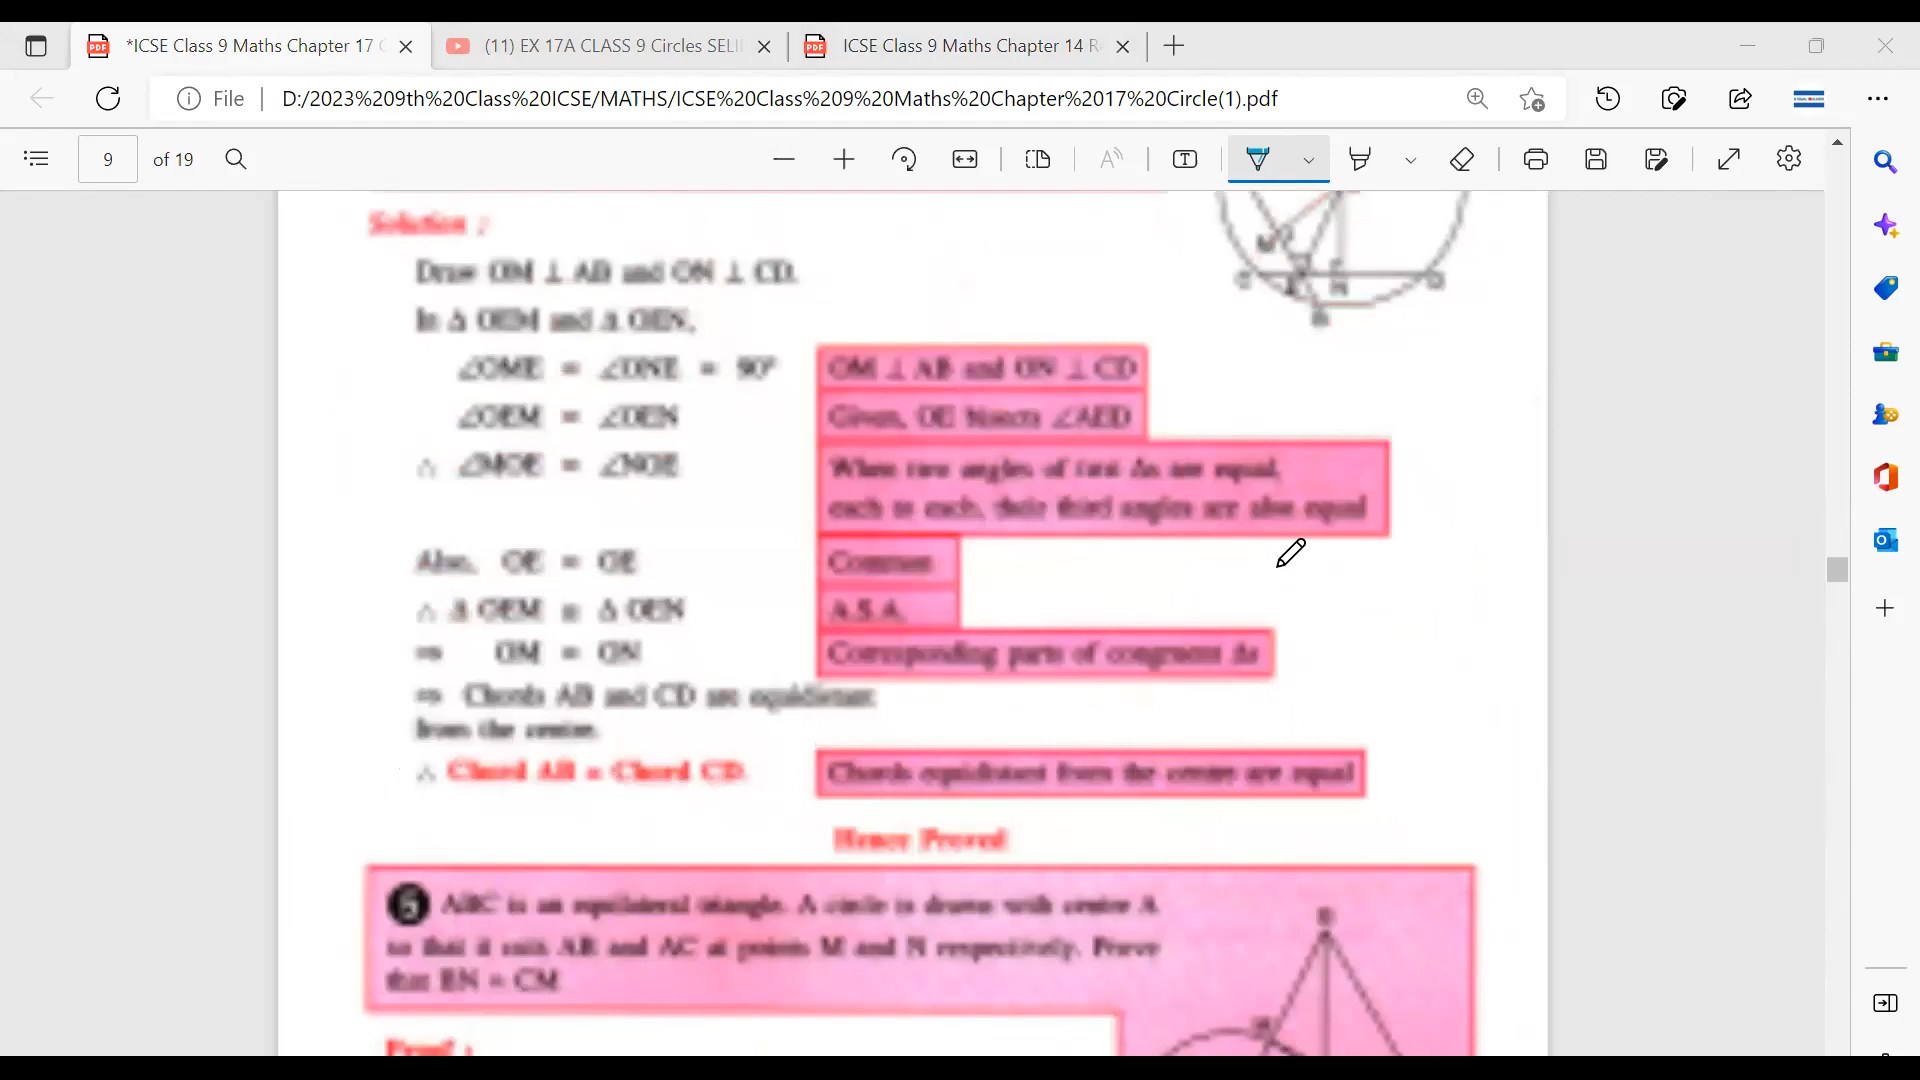 *ICSE Class 9 Maths Chapter 17 C
(11) EX 17A CLASS 9 Circles SELI
ICSE Class 9 Maths Chapter 14 R
File
D:/2023%209th%20Class%20ICSE/MATHS/ICSE%20Class%209%20Maths%20Chapter%2017%20Circle(1).pdf
9 of 19
Solution :
Draw OM ⊥ AB and ON ⊥ CD.
In Δ OEM and Δ OEN,
∠OME = ∠ONE = 90° OM ⊥ AB and ON ⊥ CD
∠OEM = ∠OEN Given, OE bisects ∠AED
∴ ∠MOE = ∠NOE When two angles of two Δs are equal,
each to each, their third angles are also equal
Also, OE = OE Common
∴ Δ OEM ≅ Δ OEN A.S.A.
⇒ OM = ON Corresponding parts of congruent Δs
⇒ Chords AB and CD are equidistant
from the centre.
∴ Chord AB = Chord CD. Chords equidistant from the centre are equal
Hence Proved
5 ABC is an equilateral triangle. A circle is drawn with centre A
so that it cuts AB and AC at points M and N respectively. Prove
that BN = CM
Proof :